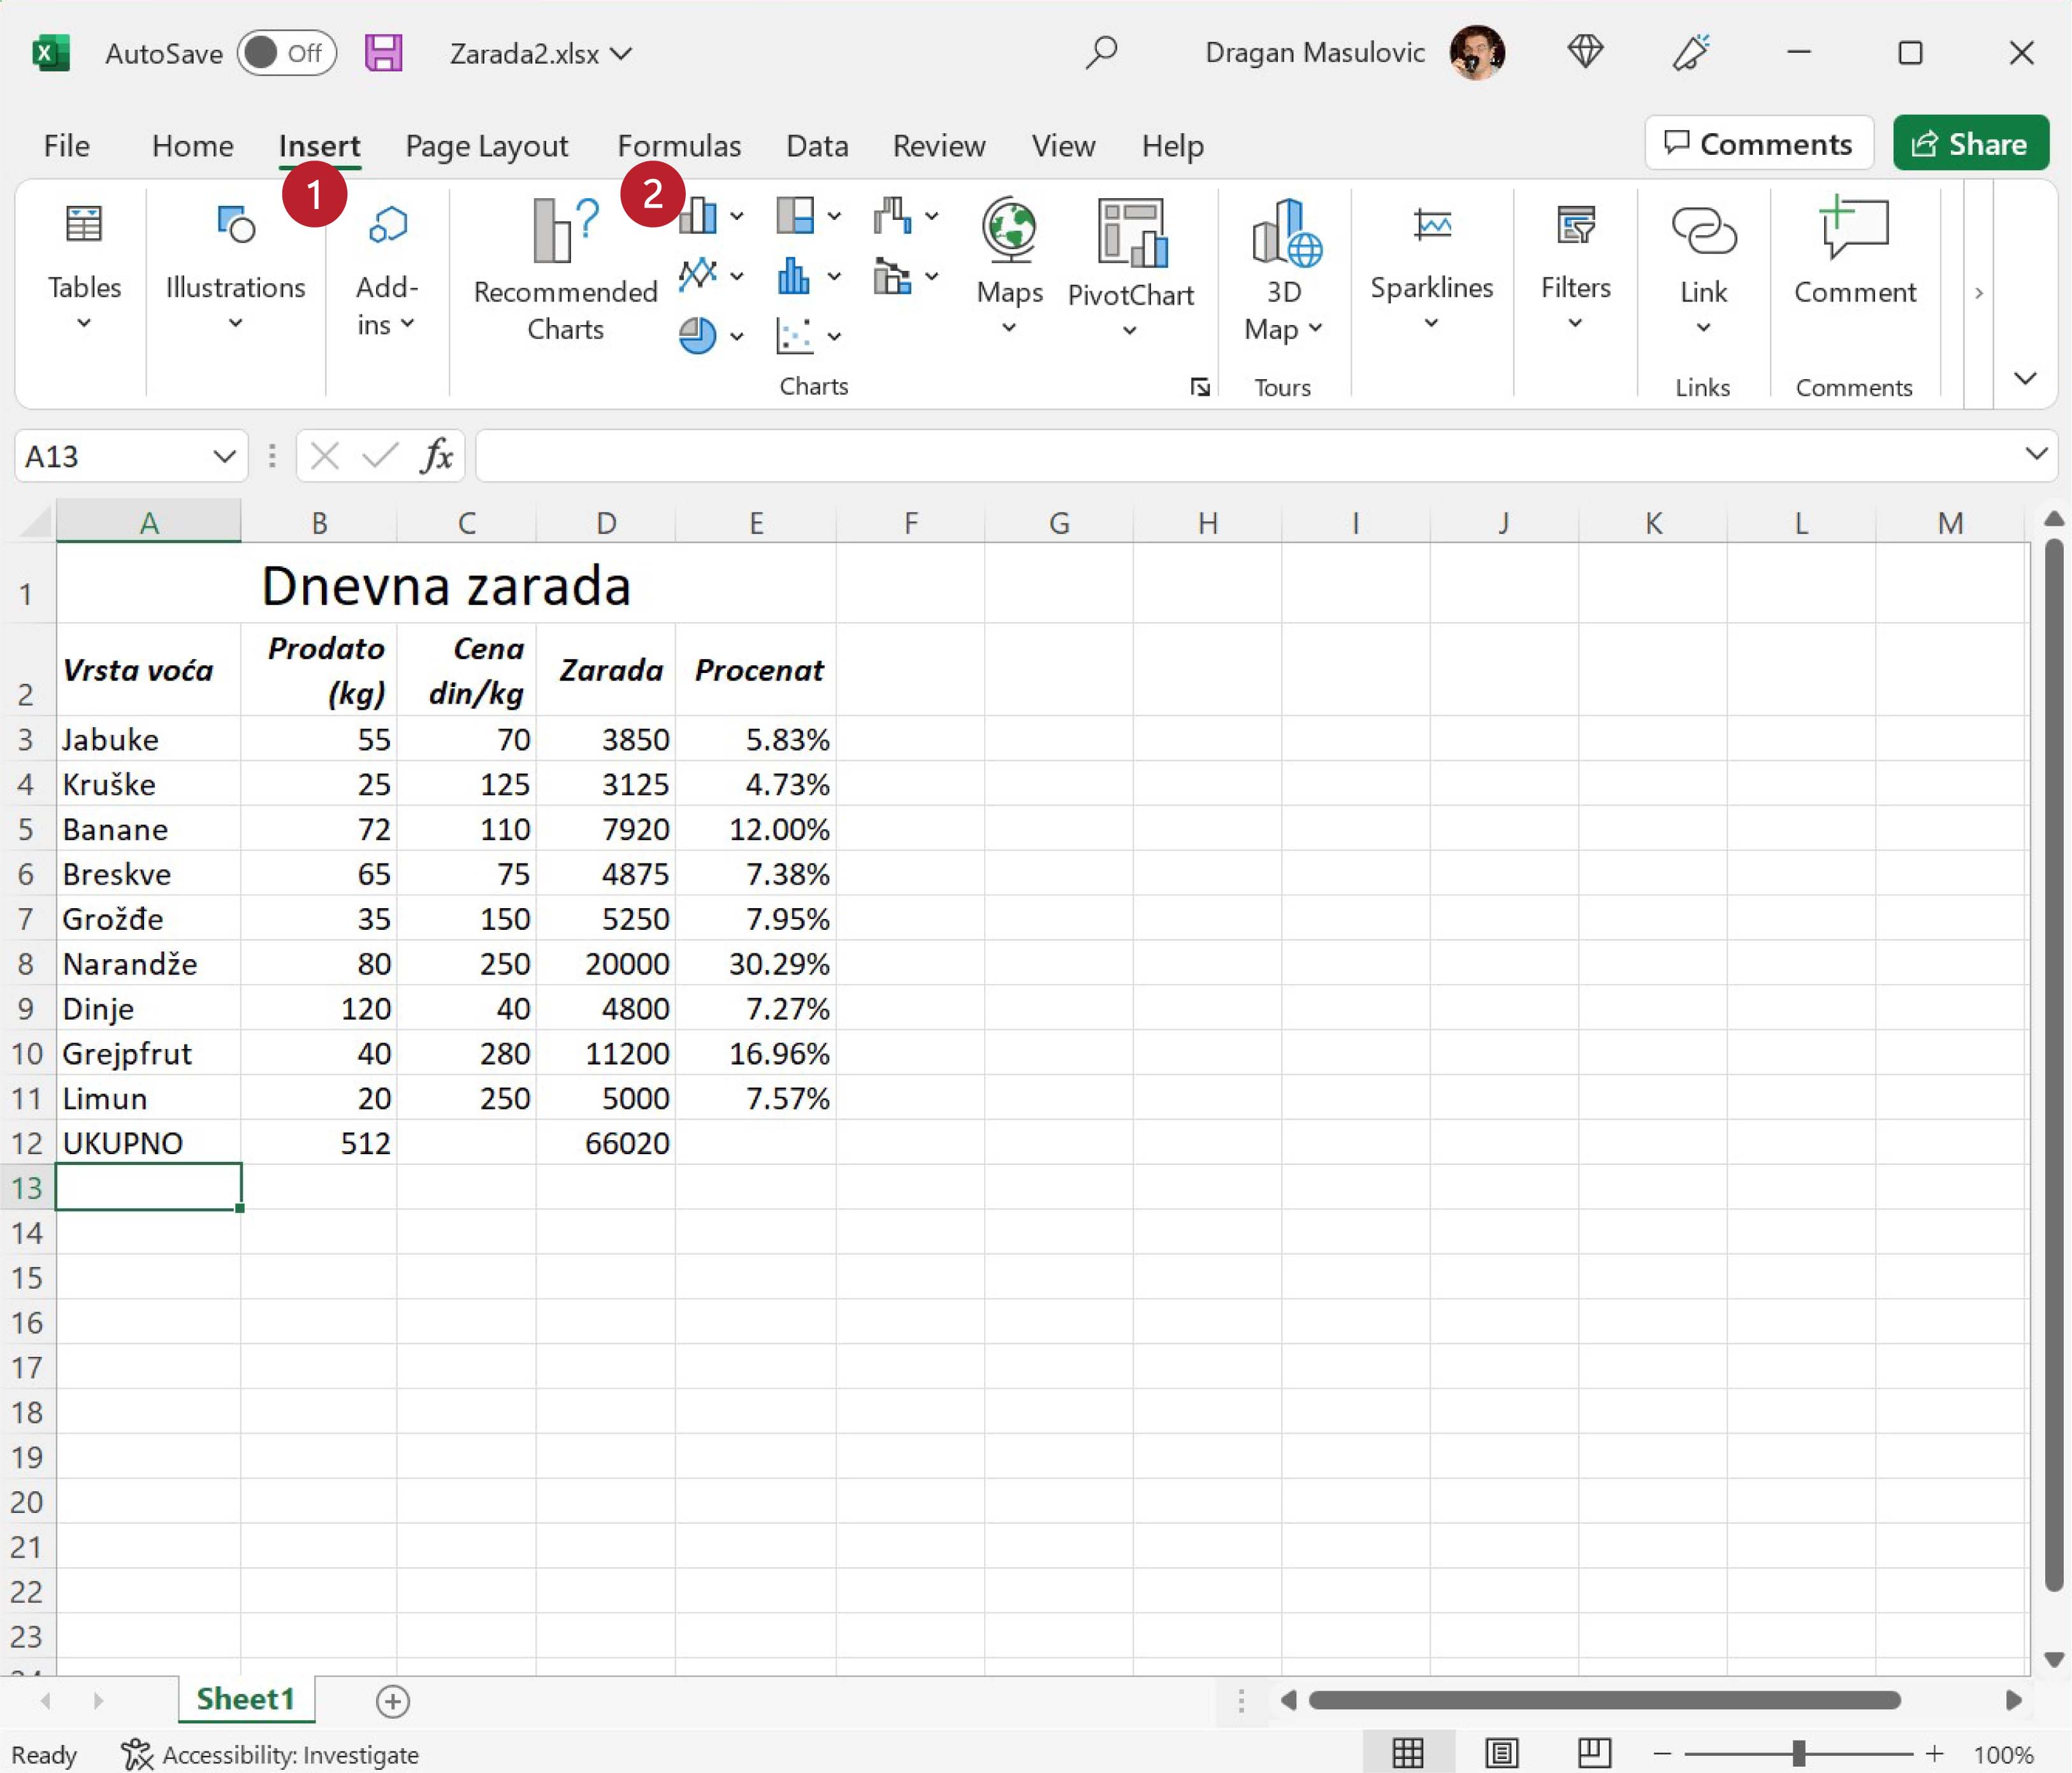 AutoSave Off Zarada2.xlsx Dragan Masulovic
File Home Insert Page Layout Formulas Data Review View Help Comments Share
1 2
Tables Illustrations Add-ins Recommended Charts Maps PivotChart 3D Map Sparklines Filters Link Comment
Charts Tours Links Comments
A13 fx
A B C D E F G H I J K L M
1 Dnevna zarada
2 Vrsta voća Prodato (kg) Cena din/kg Zarada Procenat
3 Jabuke 55 70 3850 5.83%
4 Kruške 25 125 3125 4.73%
5 Banane 72 110 7920 12.00%
6 Breskve 65 75 4875 7.38%
7 Grožđe 35 150 5250 7.95%
8 Narandže 80 250 20000 30.29%
9 Dinje 120 40 4800 7.27%
10 Grejpfrut 40 280 11200 16.96%
11 Limun 20 250 5000 7.57%
12 UKUPNO 512 66020
13
14
15
16
17
18
19
20
21
22
23
Sheet1
Ready Accessibility: Investigate 100%